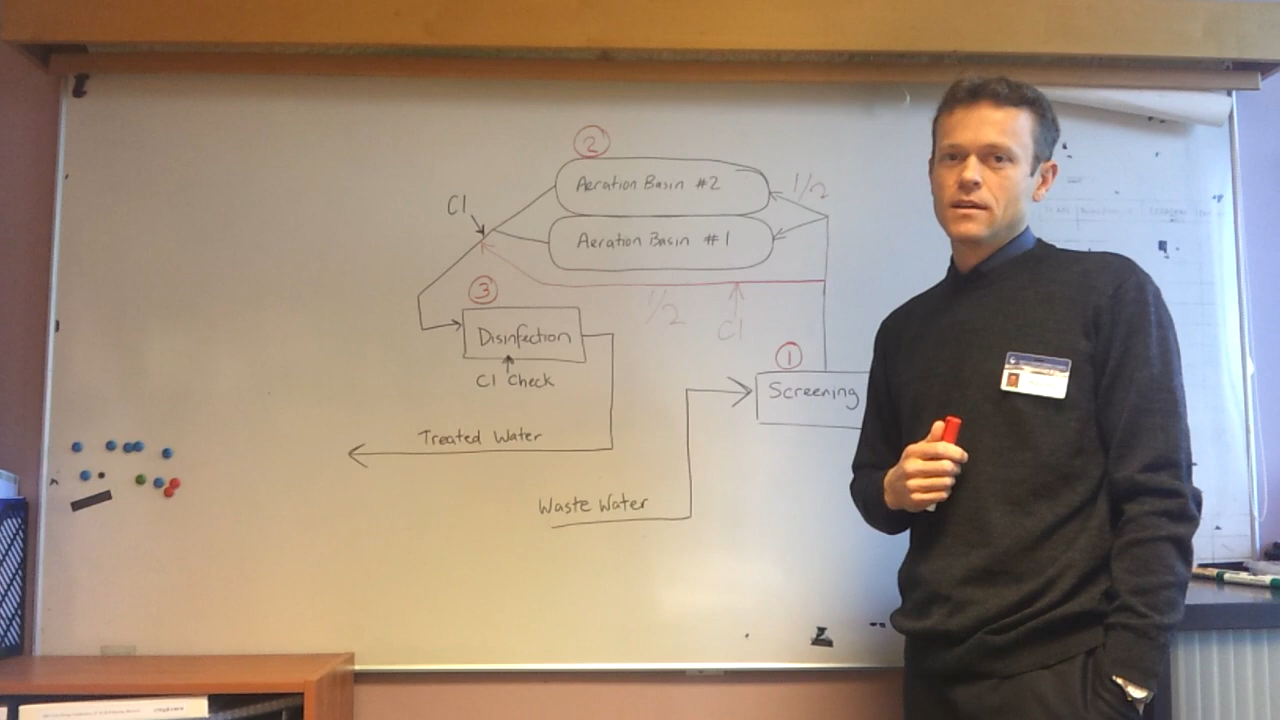 2
Aeration Basin #2
1/2
Cl
Aeration Basin #1
3
1/2
Cl
Disinfection
1
Cl Check
Screening
Treated Water
Waste Water